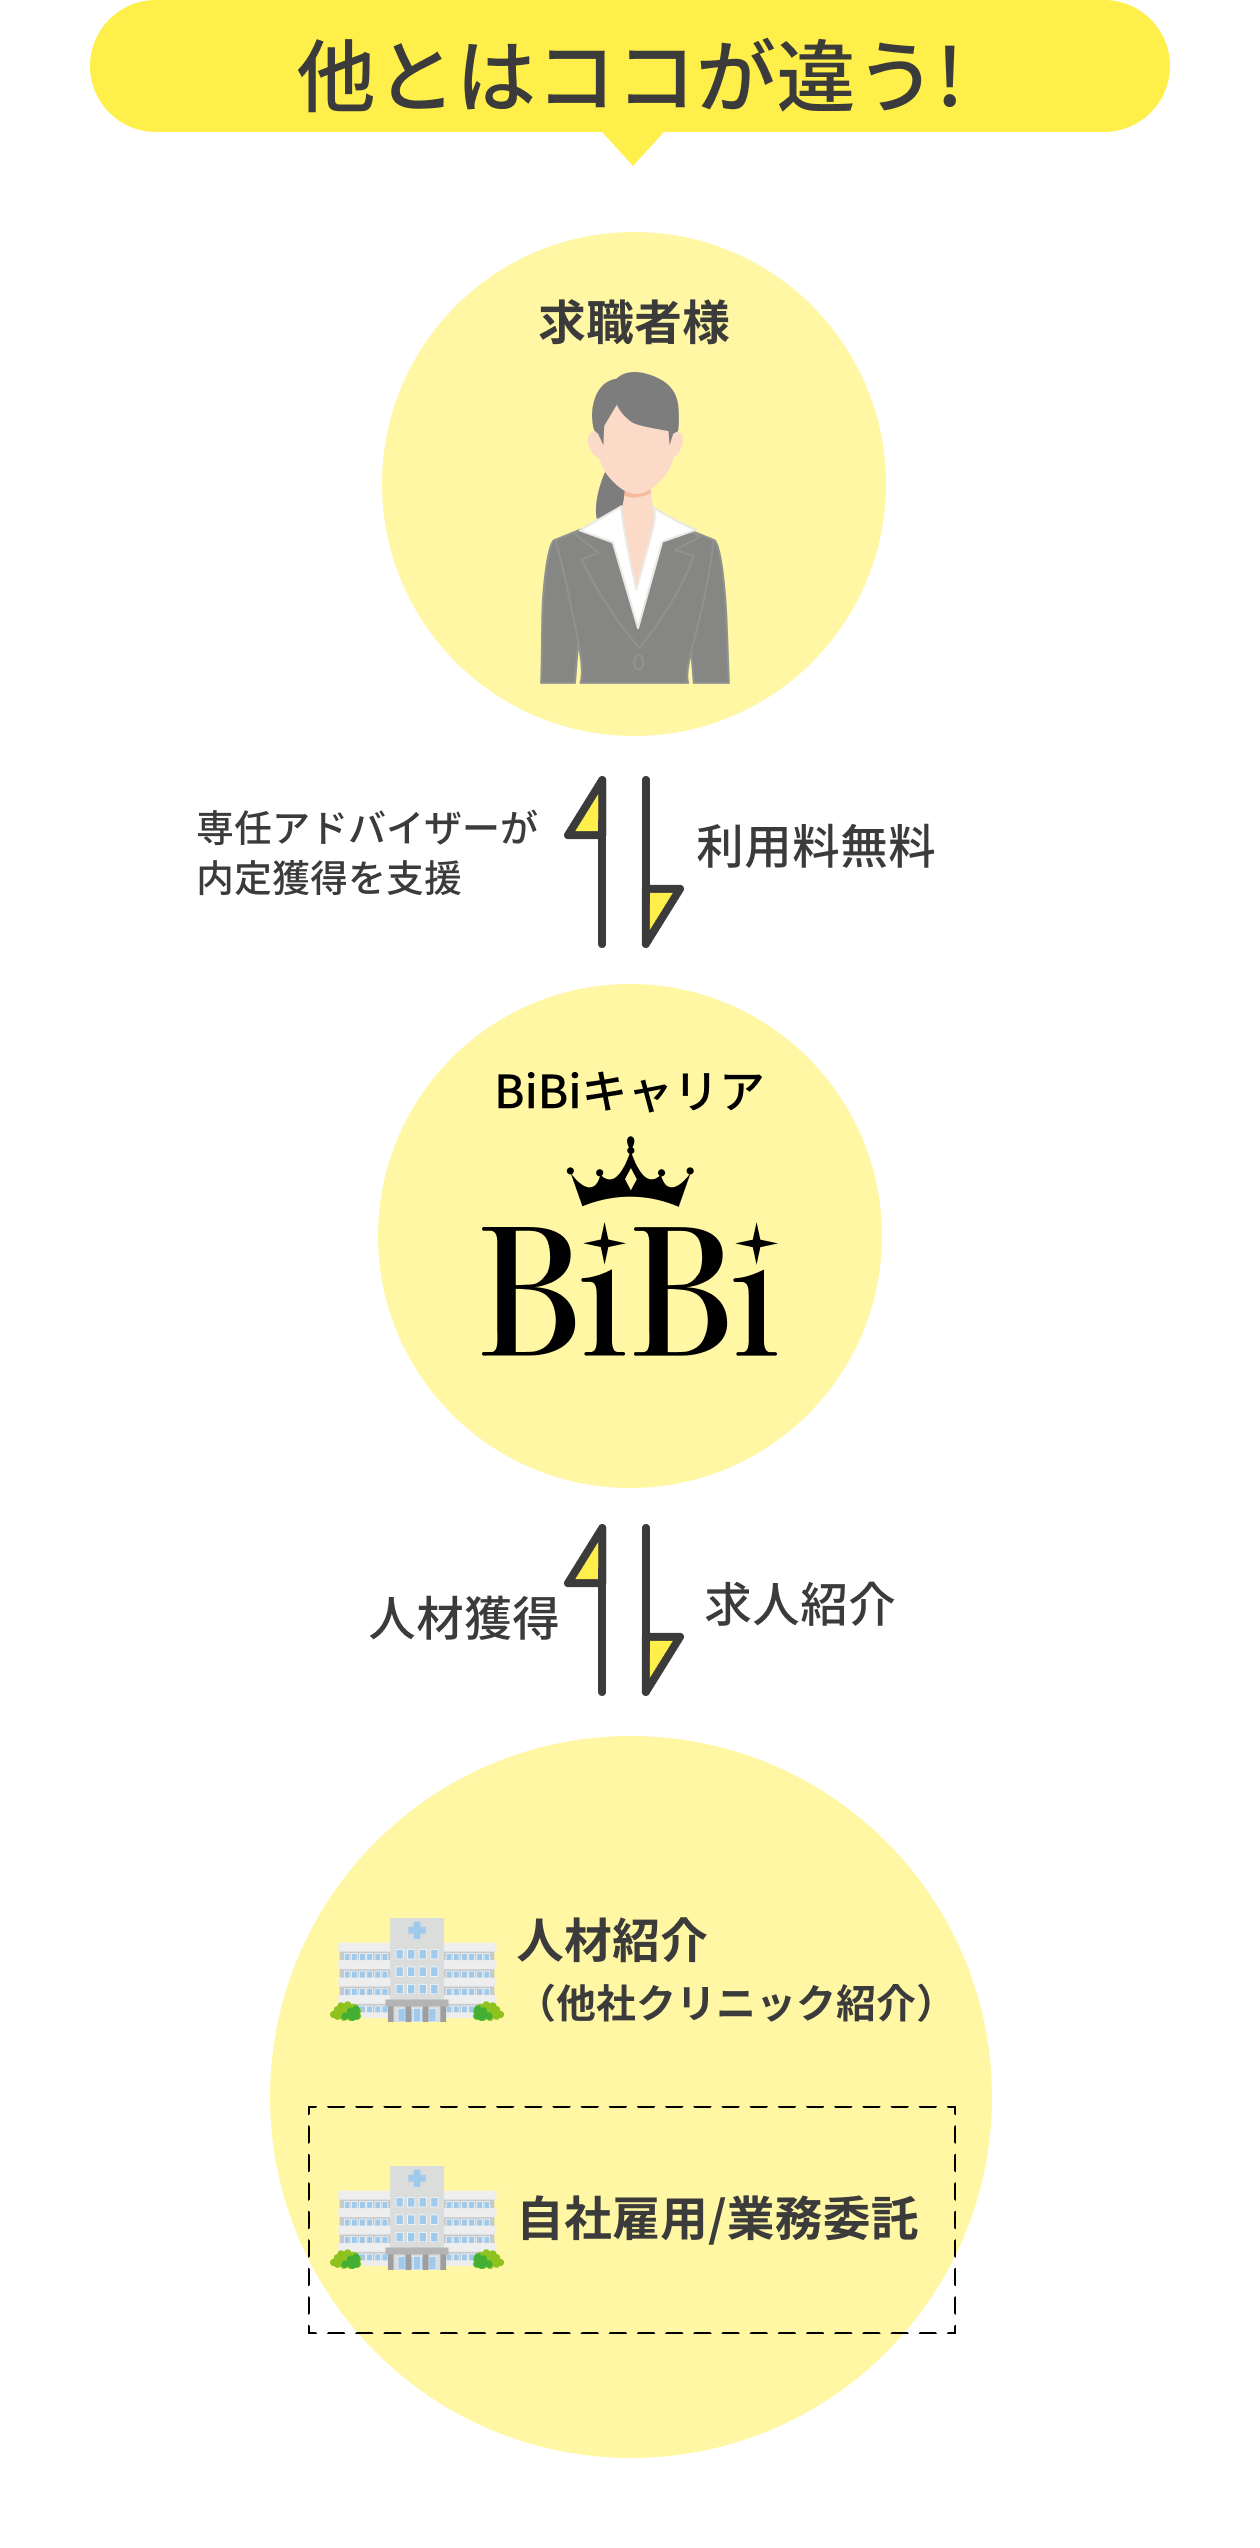 他とはココが違う!
求職者様
専任アドバイザーが
内定獲得を支援
利用料無料
BiBiキャリア
BiBi
人材獲得
求人紹介
人材紹介
（他社クリニック紹介）
自社雇用/業務委託